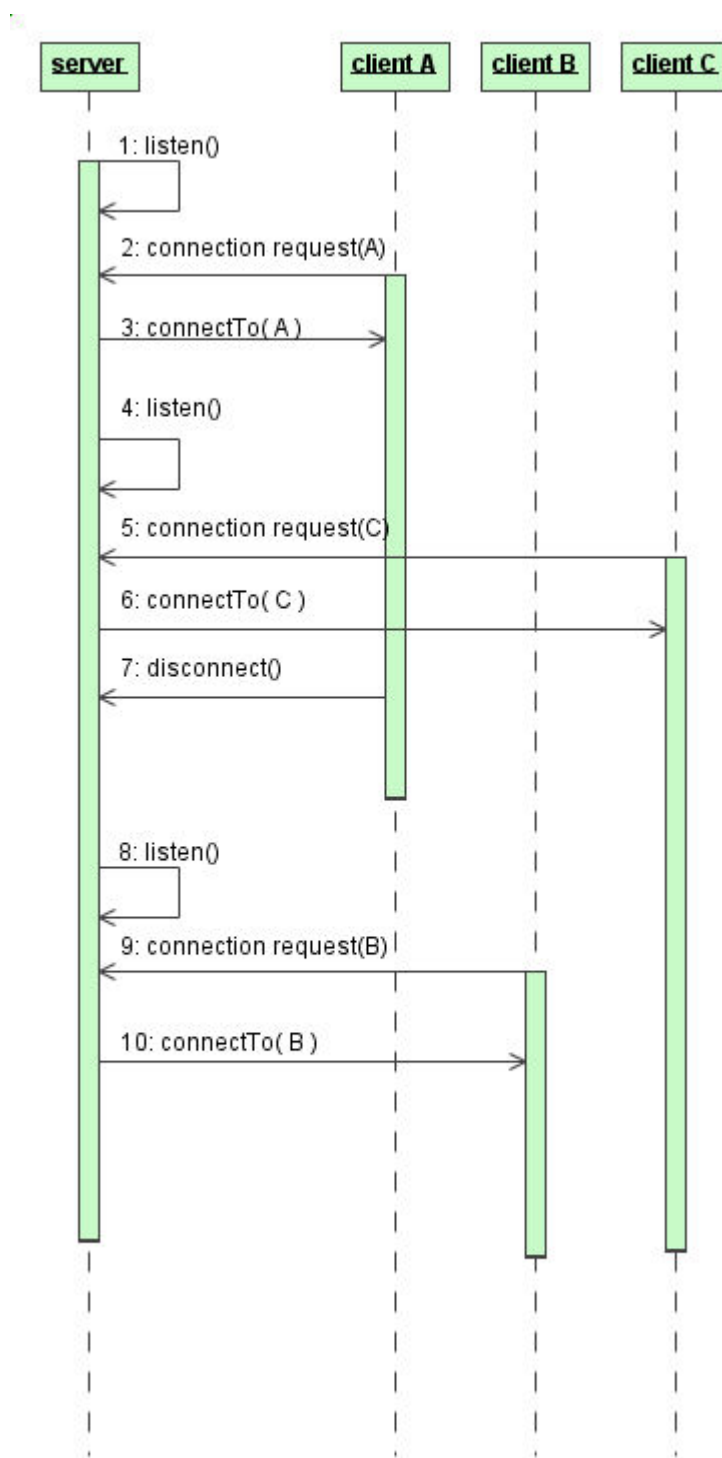 server
client A
client B
client C
1: listen()
2: connection request(A)
3: connectTo( A )
4: listen()
5: connection request(C)
6: connectTo( C )
7: disconnect()
8: listen()
9: connection request(B)
10: connectTo( B )